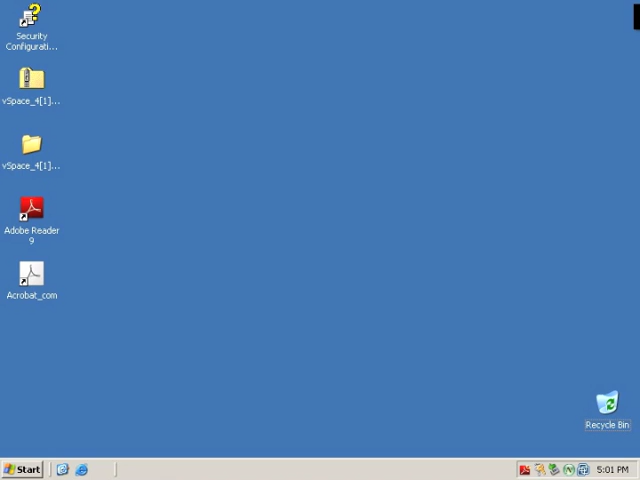 Security
Configurati...
vSpace_4[1]...
vSpace_4[1]...
Adobe Reader
9
Acrobat_com
Recycle Bin
Start
5:01 PM